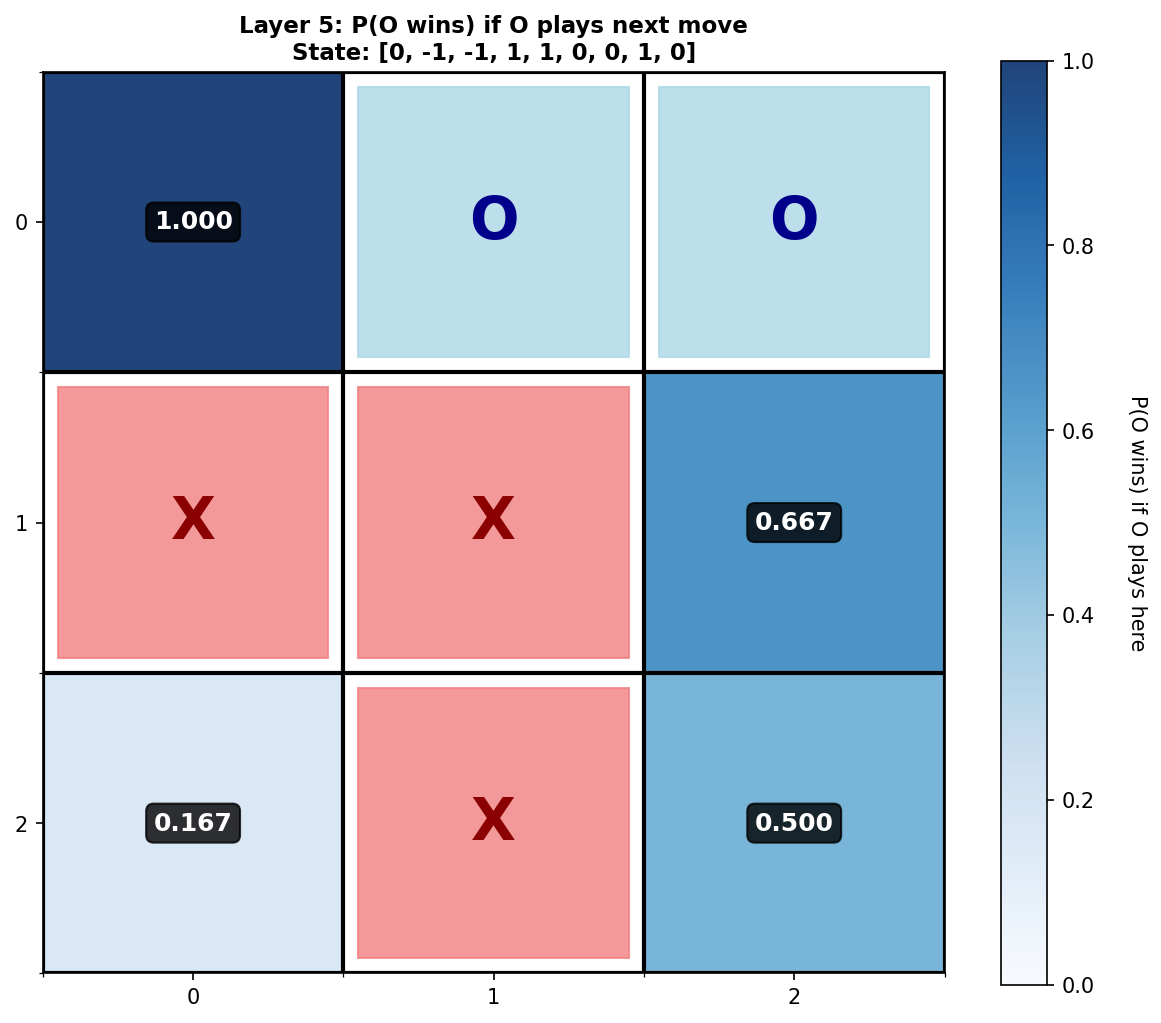 Layer 5: P(O wins) if O plays next move
State: [0, -1, -1, 1, 1, 0, 0, 1, 0]
0
1.000
O
O
1
X
X
0.667
2
0.167
X
0.500
0
1
2
1.0
0.8
0.6
0.4
0.2
0.0
P(O wins) if O plays here